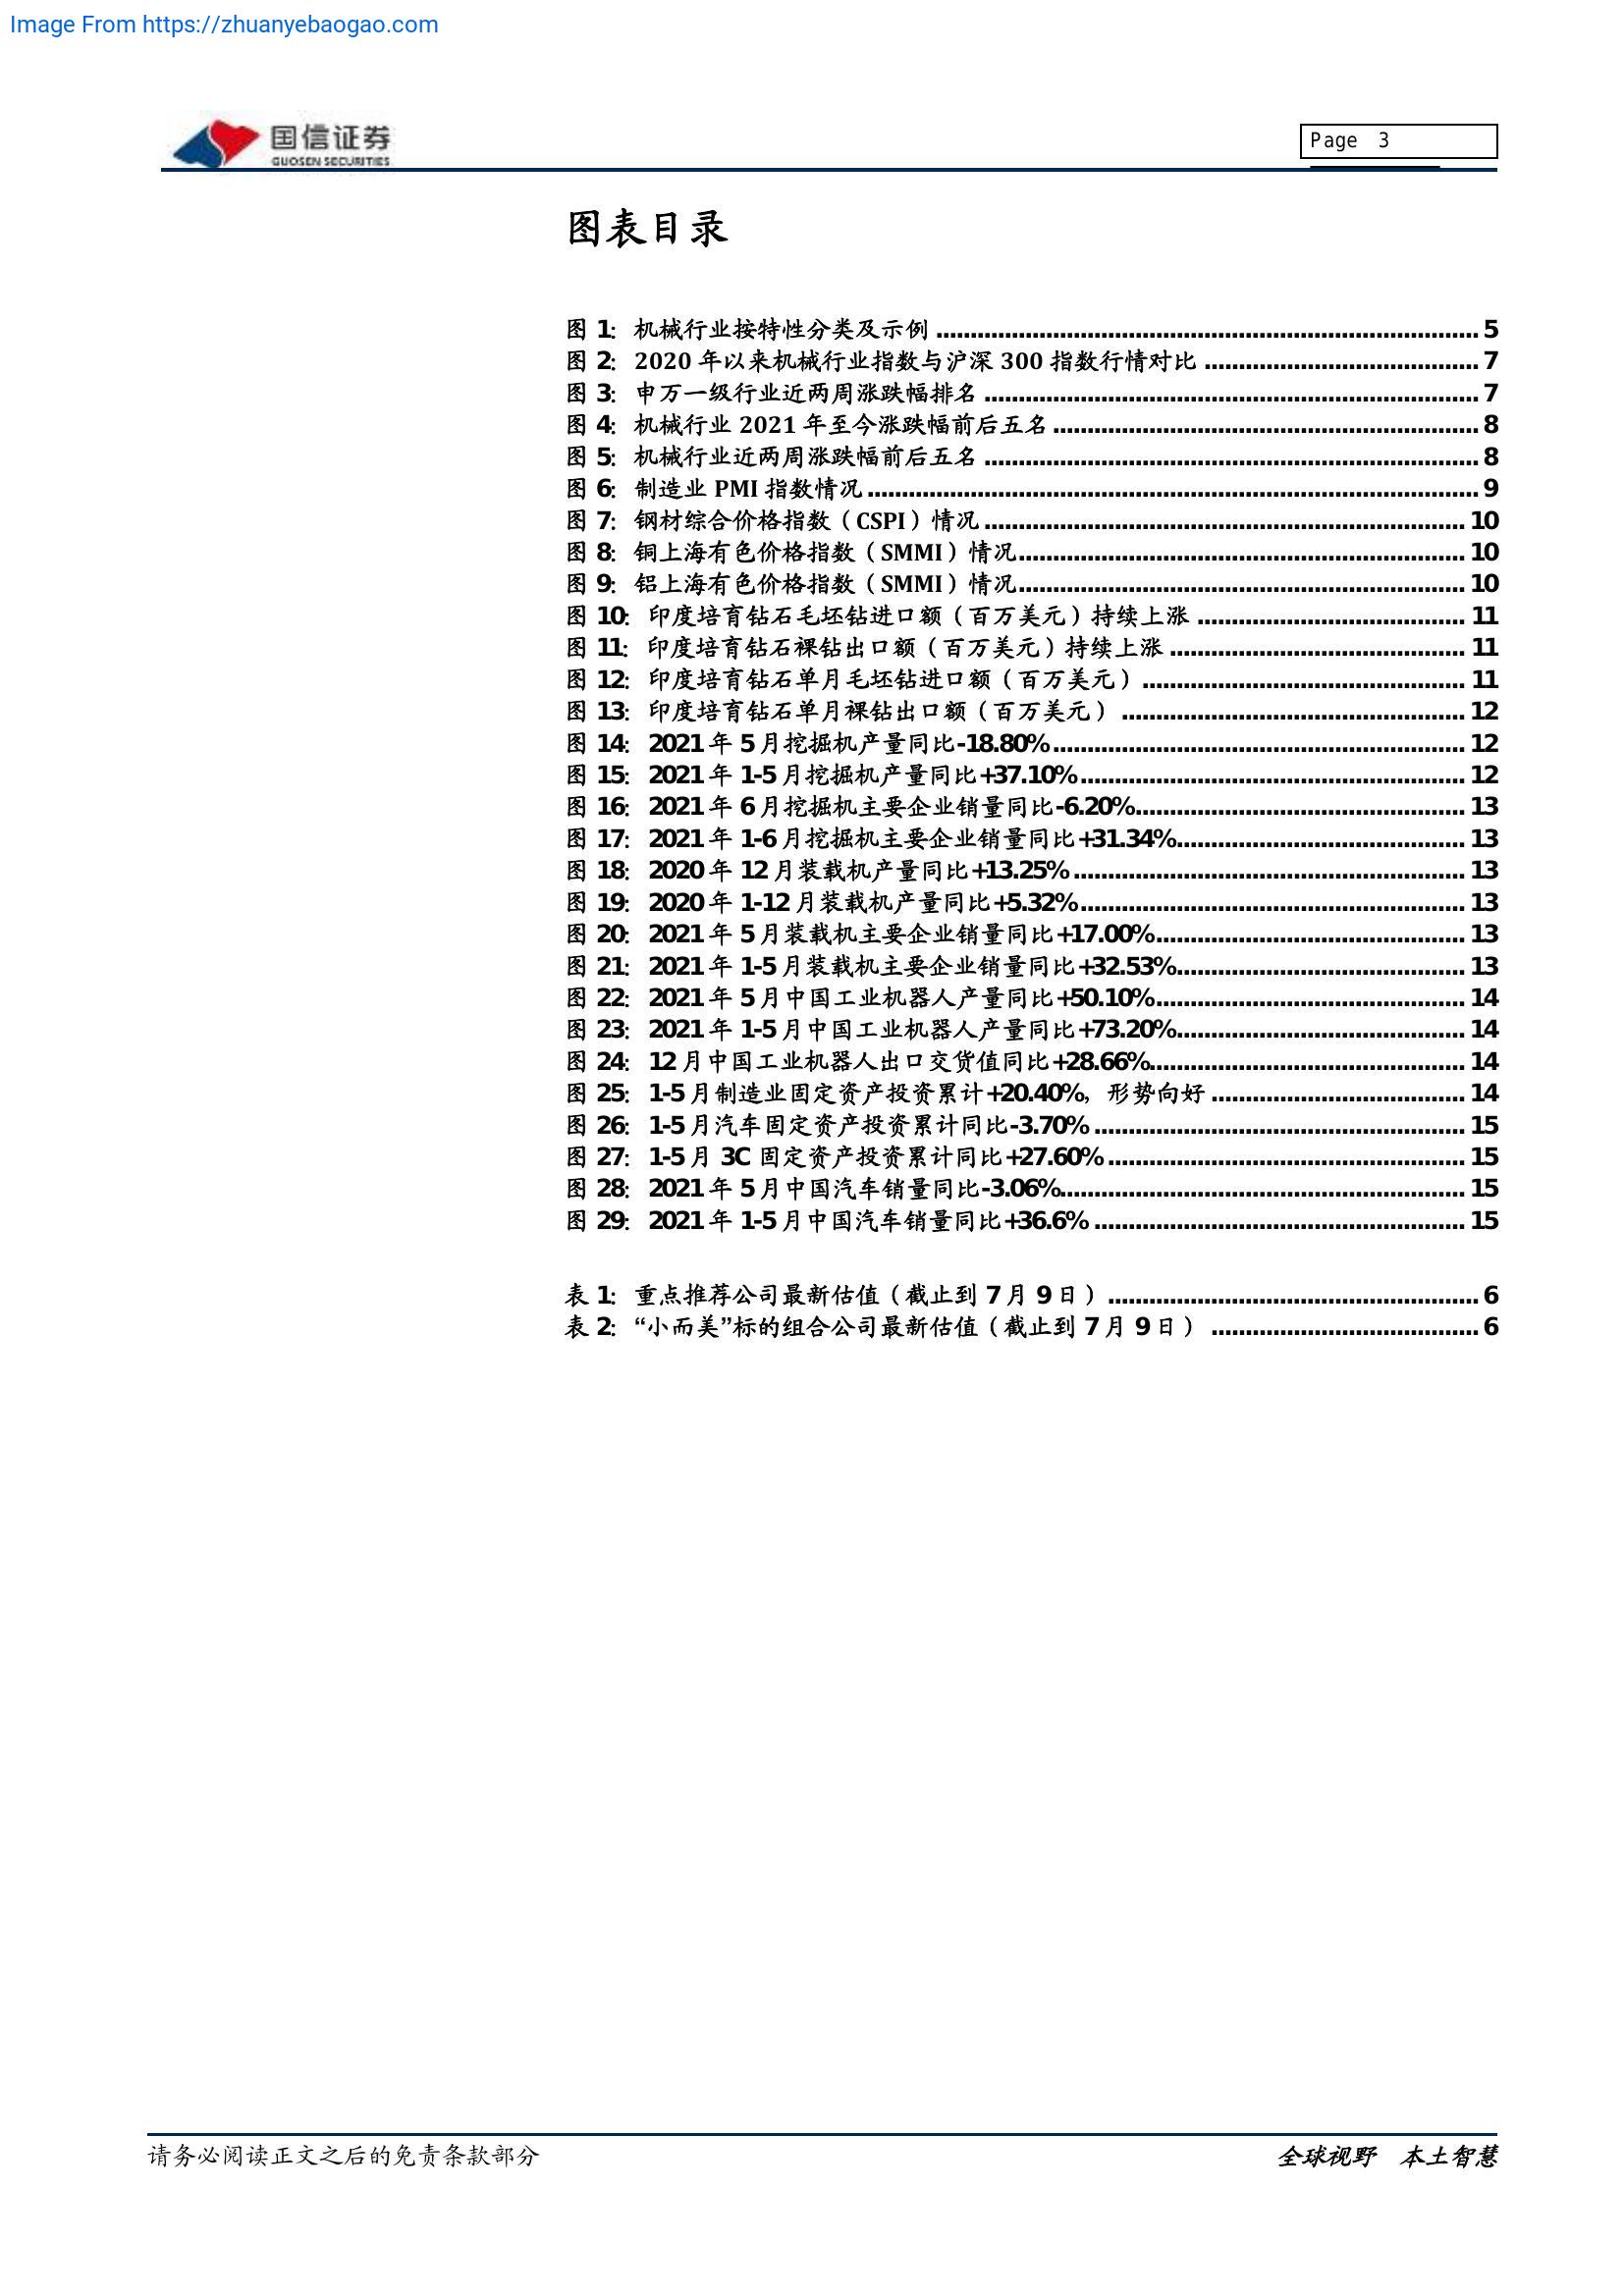 Image From https://zhuanyebaogao.com
国信证券
GUOSEN SECURITIES
Page 3
图表目录
图 1: 机械行业按特性分类及示例 ........ 5
图 2: 2020 年以来机械行业指数与沪深 300 指数行情对比 ........ 7
图 3: 申万一级行业近两周涨跌幅排名 ........ 7
图 4: 机械行业 2021 年至今涨跌幅前后五名 ........ 8
图 5: 机械行业近两周涨跌幅前后五名 ........ 8
图 6: 制造业 PMI 指数情况 ........ 9
图 7: 钢材综合价格指数（CSPI）情况 ........ 10
图 8: 铜上海有色价格指数（SMMI）情况 ........ 10
图 9: 铝上海有色价格指数（SMMI）情况 ........ 10
图 10: 印度培育钻石毛坯钻进口额（百万美元）持续上涨 ........ 11
图 11: 印度培育钻石裸钻出口额（百万美元）持续上涨 ........ 11
图 12: 印度培育钻石单月毛坯钻进口额（百万美元） ........ 11
图 13: 印度培育钻石单月裸钻出口额（百万美元） ........ 12
图 14: 2021 年 5 月挖掘机产量同比-18.80% ........ 12
图 15: 2021 年 1-5 月挖掘机产量同比+37.10% ........ 12
图 16: 2021 年 6 月挖掘机主要企业销量同比-6.20% ........ 13
图 17: 2021 年 1-6 月挖掘机主要企业销量同比+31.34% ........ 13
图 18: 2020 年 12 月装载机产量同比+13.25% ........ 13
图 19: 2020 年 1-12 月装载机产量同比+5.32% ........ 13
图 20: 2021 年 5 月装载机主要企业销量同比+17.00% ........ 13
图 21: 2021 年 1-5 月装载机主要企业销量同比+32.53% ........ 13
图 22: 2021 年 5 月中国工业机器人产量同比+50.10% ........ 14
图 23: 2021 年 1-5 月中国工业机器人产量同比+73.20% ........ 14
图 24: 12 月中国工业机器人出口交货值同比+28.66% ........ 14
图 25: 1-5 月制造业固定资产投资累计+20.40%，形势向好 ........ 14
图 26: 1-5 月汽车固定资产投资累计同比-3.70% ........ 15
图 27: 1-5 月 3C 固定资产投资累计同比+27.60% ........ 15
图 28: 2021 年 5 月中国汽车销量同比-3.06% ........ 15
图 29: 2021 年 1-5 月中国汽车销量同比+36.6% ........ 15
表 1: 重点推荐公司最新估值（截止到 7 月 9 日） ........ 6
表 2: “小而美”标的组合公司最新估值（截止到 7 月 9 日） ........ 6
请务必阅读正文之后的免责条款部分
全球视野 本土智慧